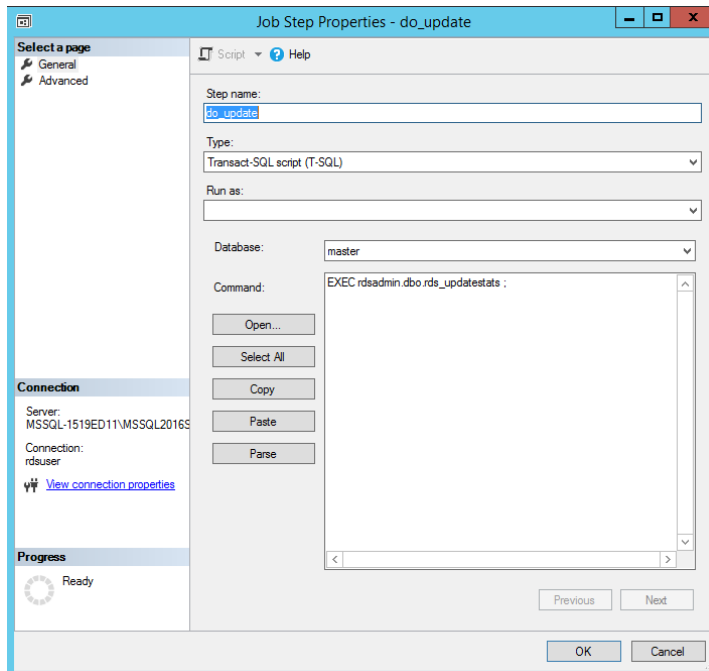 Job Step Properties - do_update
Select a page
General
Advanced
Script
Help
Step name:
do_update
Type:
Transact-SQL script (T-SQL)
Run as:
Database:
master
Command:
EXEC rdsadmin.dbo.rds_updatestats ;
Open...
Select All
Copy
Paste
Parse
Connection
Server:
MSSQL-1519ED11\MSSQL2016S
Connection:
rdsuser
View connection properties
Progress
Ready
Previous
Next
OK
Cancel